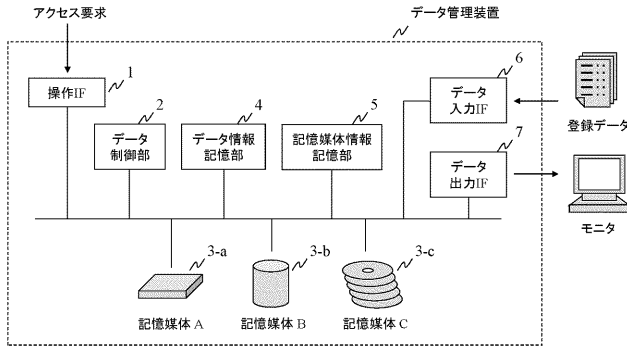 アクセス要求
データ管理装置
1
操作IF
2
データ
制御部
4
データ情報
記憶部
5
記憶媒体情報
記憶部
6
データ
入力IF
登録データ
7
データ
出力IF
モニタ
3-a
記憶媒体 A
3-b
記憶媒体 B
3-c
記憶媒体 C